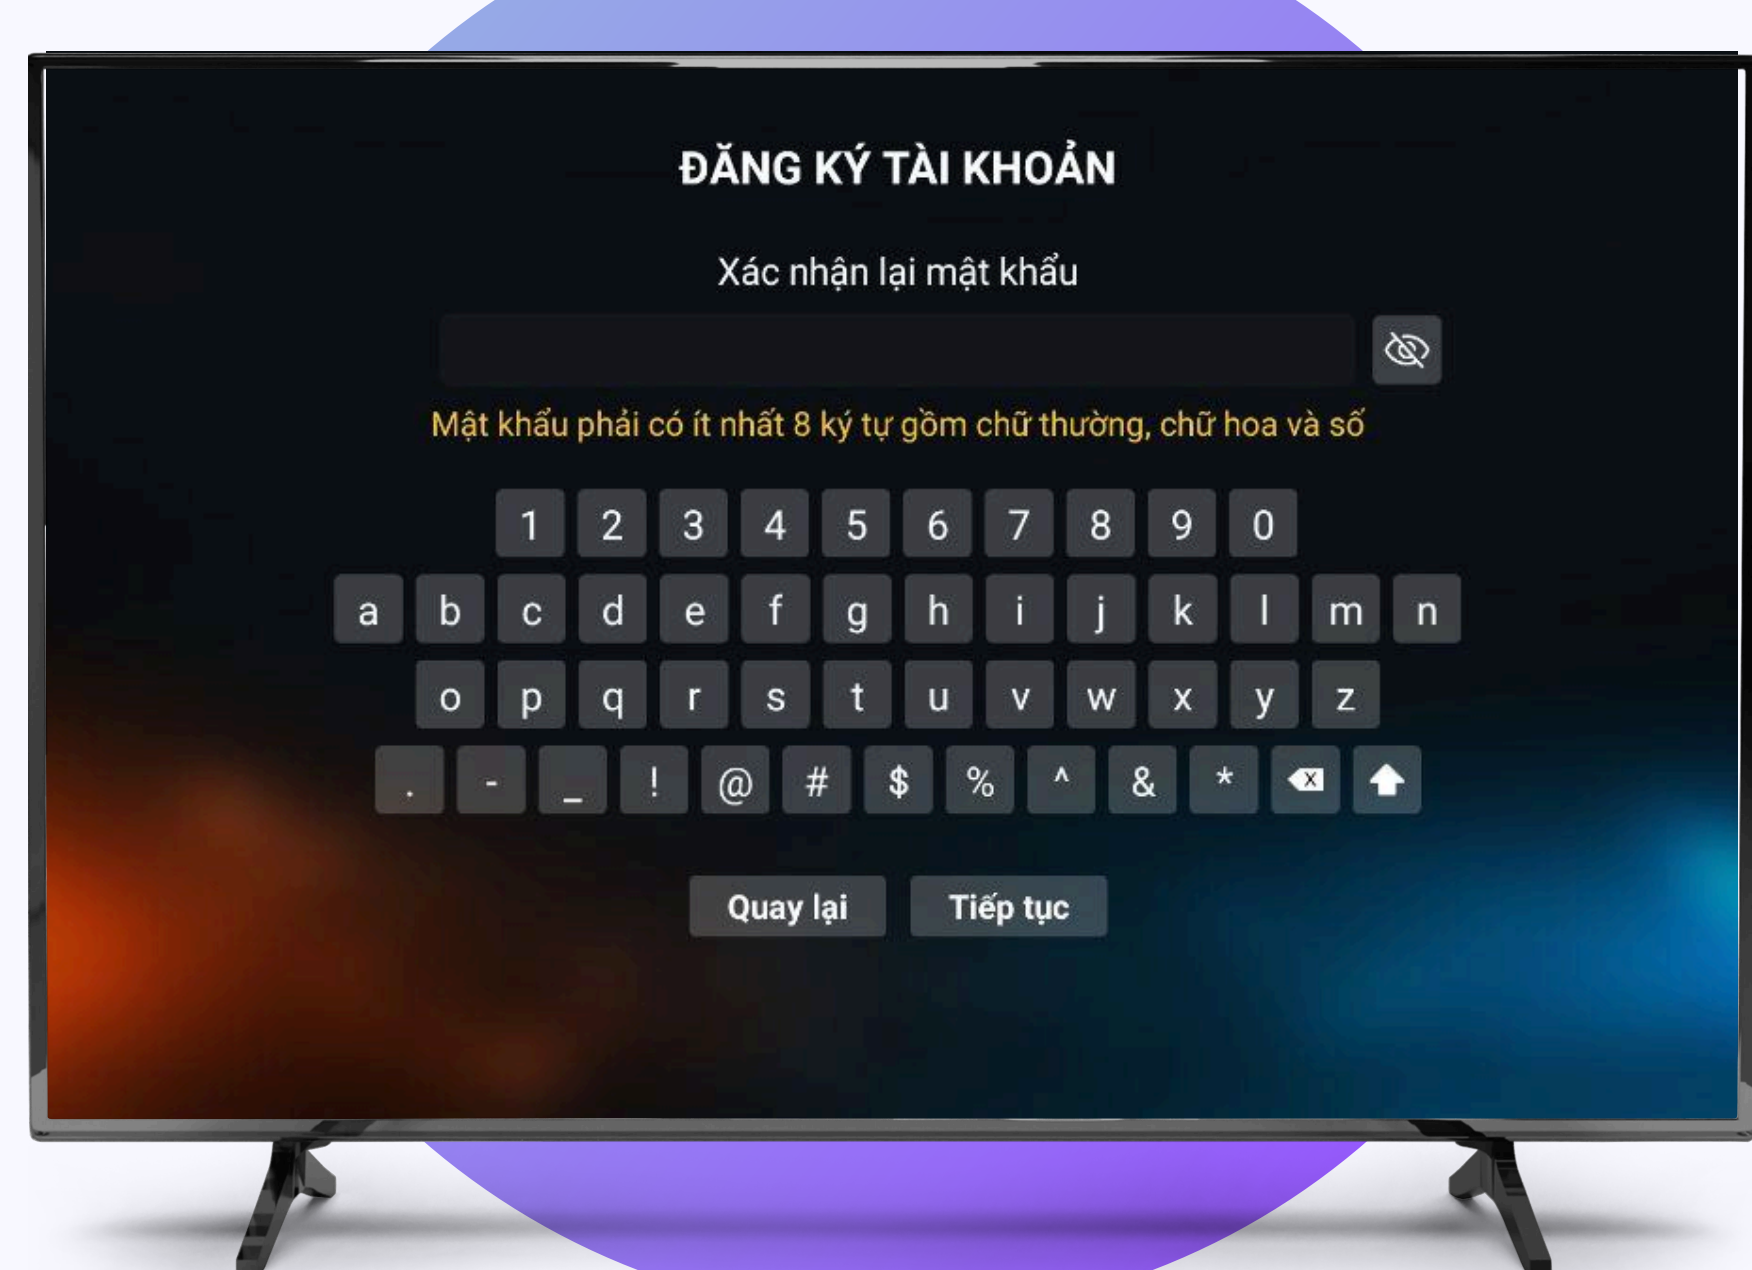 ĐĂNG KÝ TÀI KHOẢN
Xác nhận lại mật khẩu
Mật khẩu phải có ít nhất 8 ký tự gồm chữ thường, chữ hoa và số
1 2 3 4 5 6 7 8 9 0
a b c d e f g h i j k l m n
o p q r s t u v w x y z
. - _ ! @ # $ % ^ & *
Quay lại Tiếp tục